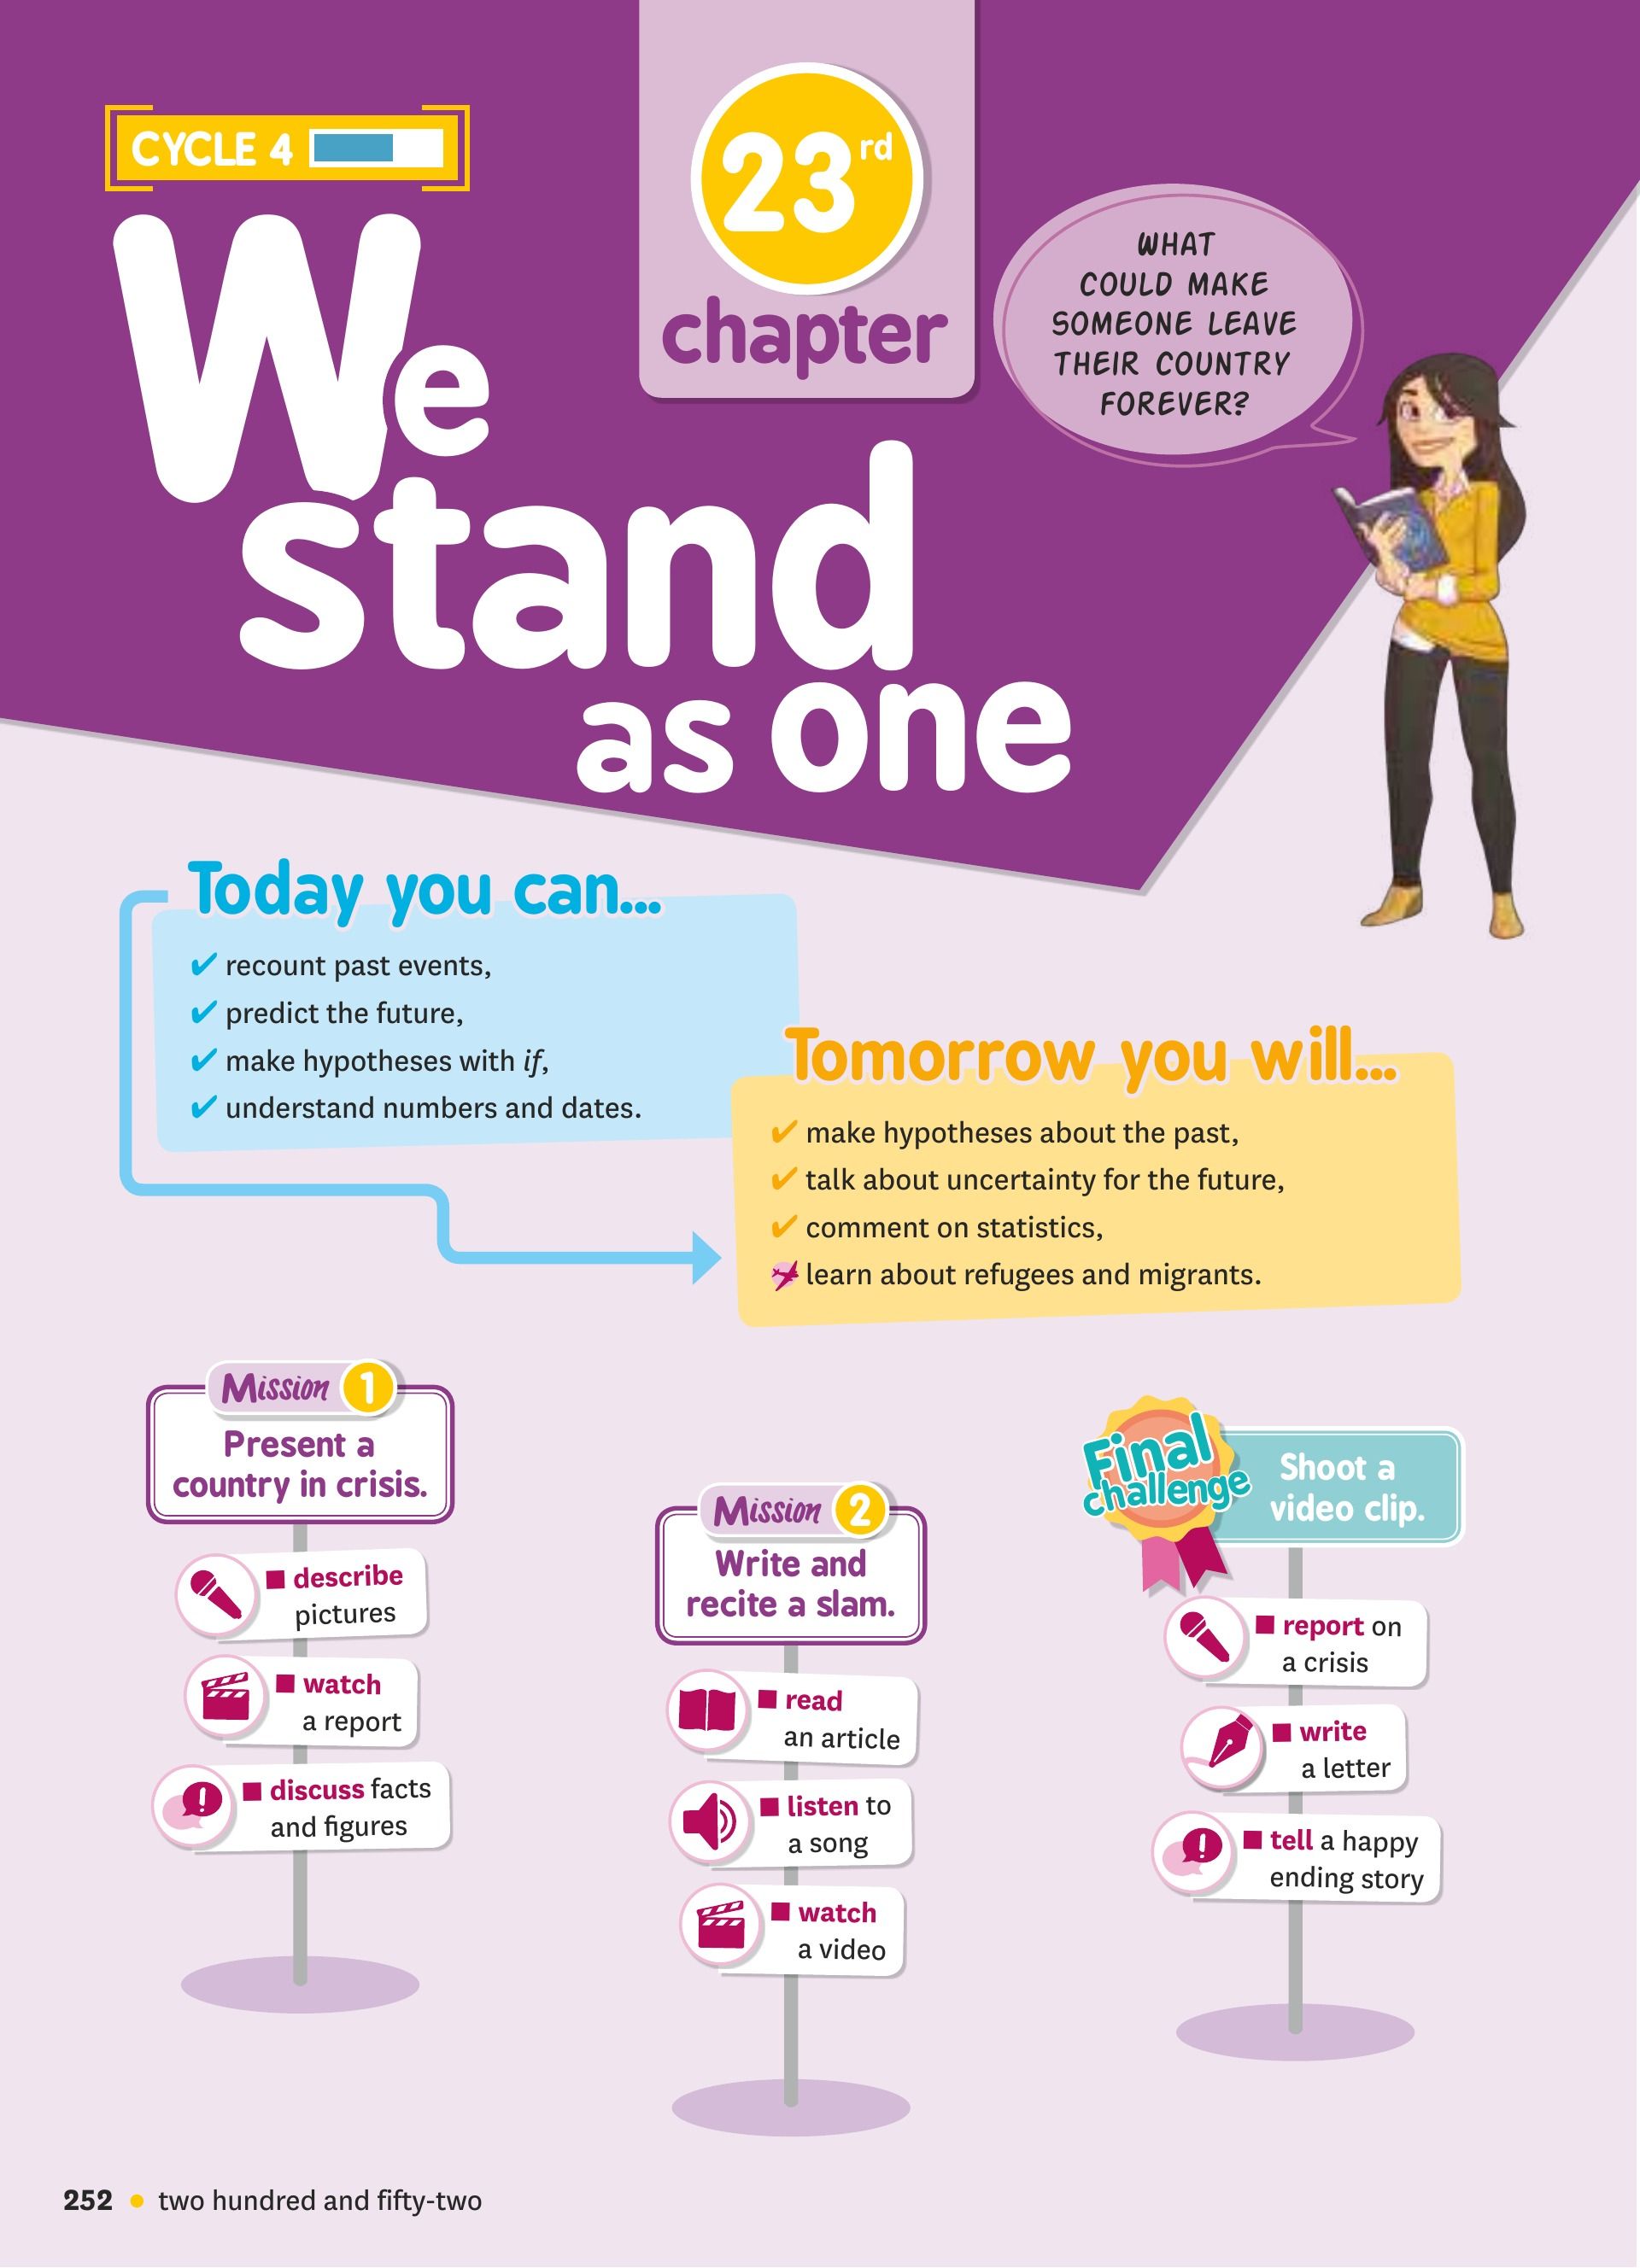 CYCLE 4
23rd
chapter
We
stand
as one
WHAT
COULD MAKE
SOMEONE LEAVE
THEIR COUNTRY
FOREVER?
Today you can...
✔ recount past events,
✔ predict the future,
✔ make hypotheses with if,
✔ understand numbers and dates.
Tomorrow you will...
✔ make hypotheses about the past,
✔ talk about uncertainty for the future,
✔ comment on statistics,
learn about refugees and migrants.
Mission 1
Present a
country in crisis.
■ describe
pictures
■ watch
a report
■ discuss facts
and figures
Mission 2
Write and
recite a slam.
■ read
an article
■ listen to
a song
■ watch
a video
Final
challenge
Shoot a
video clip.
■ report on
a crisis
■ write
a letter
■ tell a happy
ending story
252 • two hundred and fifty-two